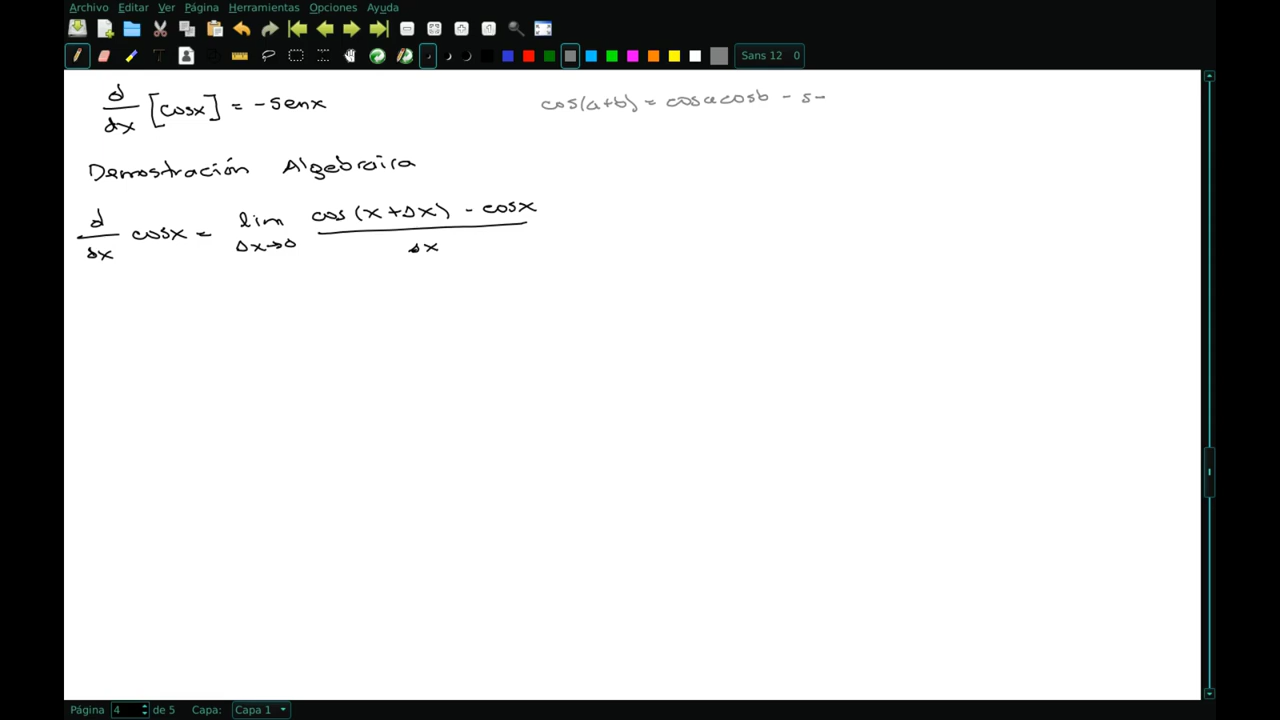 Archivo Editar Ver Página Herramientas Opciones Ayuda
Sans 12 0
d/dx [cosx] = -senx
cos(a+b) = cosacosb - s-
Demostración Algebraira
d/dx cosx = lim Δx→0 (cos(x+Δx) - cosx)/Δx
Página 4 de 5 Capa: Capa 1